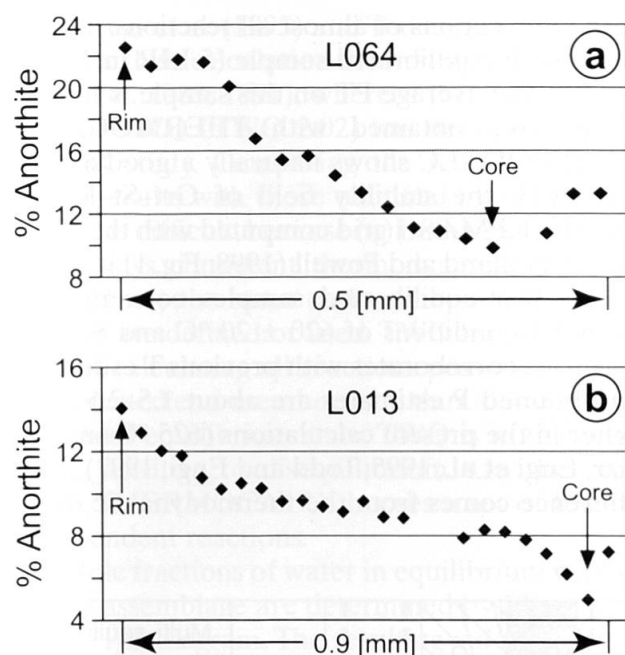 24
20
16
12
8
% Anorthite
L064
a
Rim
Core
0.5 [mm]
16
12
8
4
% Anorthite
L013
b
Rim
Core
0.9 [mm]